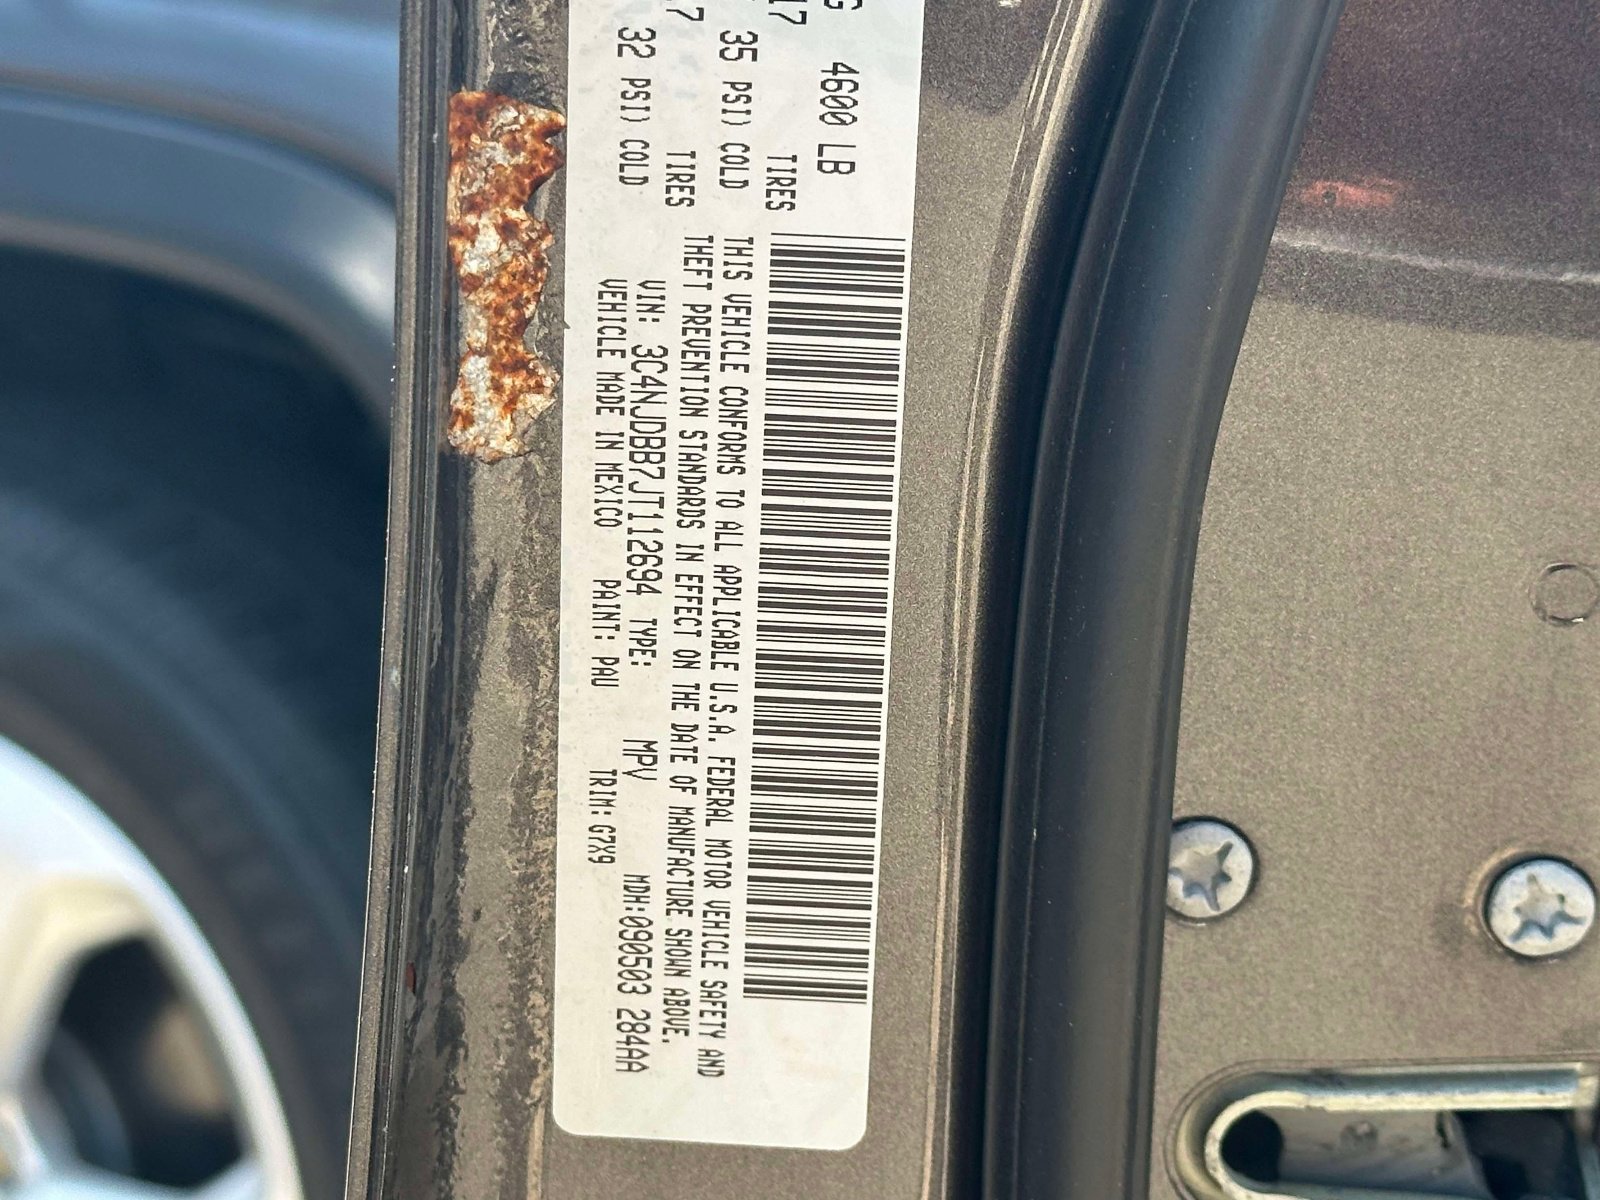 G 4600 LB
17 TIRES
35 PSI) COLD
17 TIRES
32 PSI) COLD
THIS VEHICLE CONFORMS TO ALL APPLICABLE U.S.A. FEDERAL MOTOR VEHICLE SAFETY AND
THEFT PREVENTION STANDARDS IN EFFECT ON THE DATE OF MANUFACTURE SHOWN ABOVE.
VIN: 3C4NJDBB7JT112694 TYPE: MPV MDH:090503 284AA
VEHICLE MADE IN MEXICO PAINT: PAU TRIM: G7X9